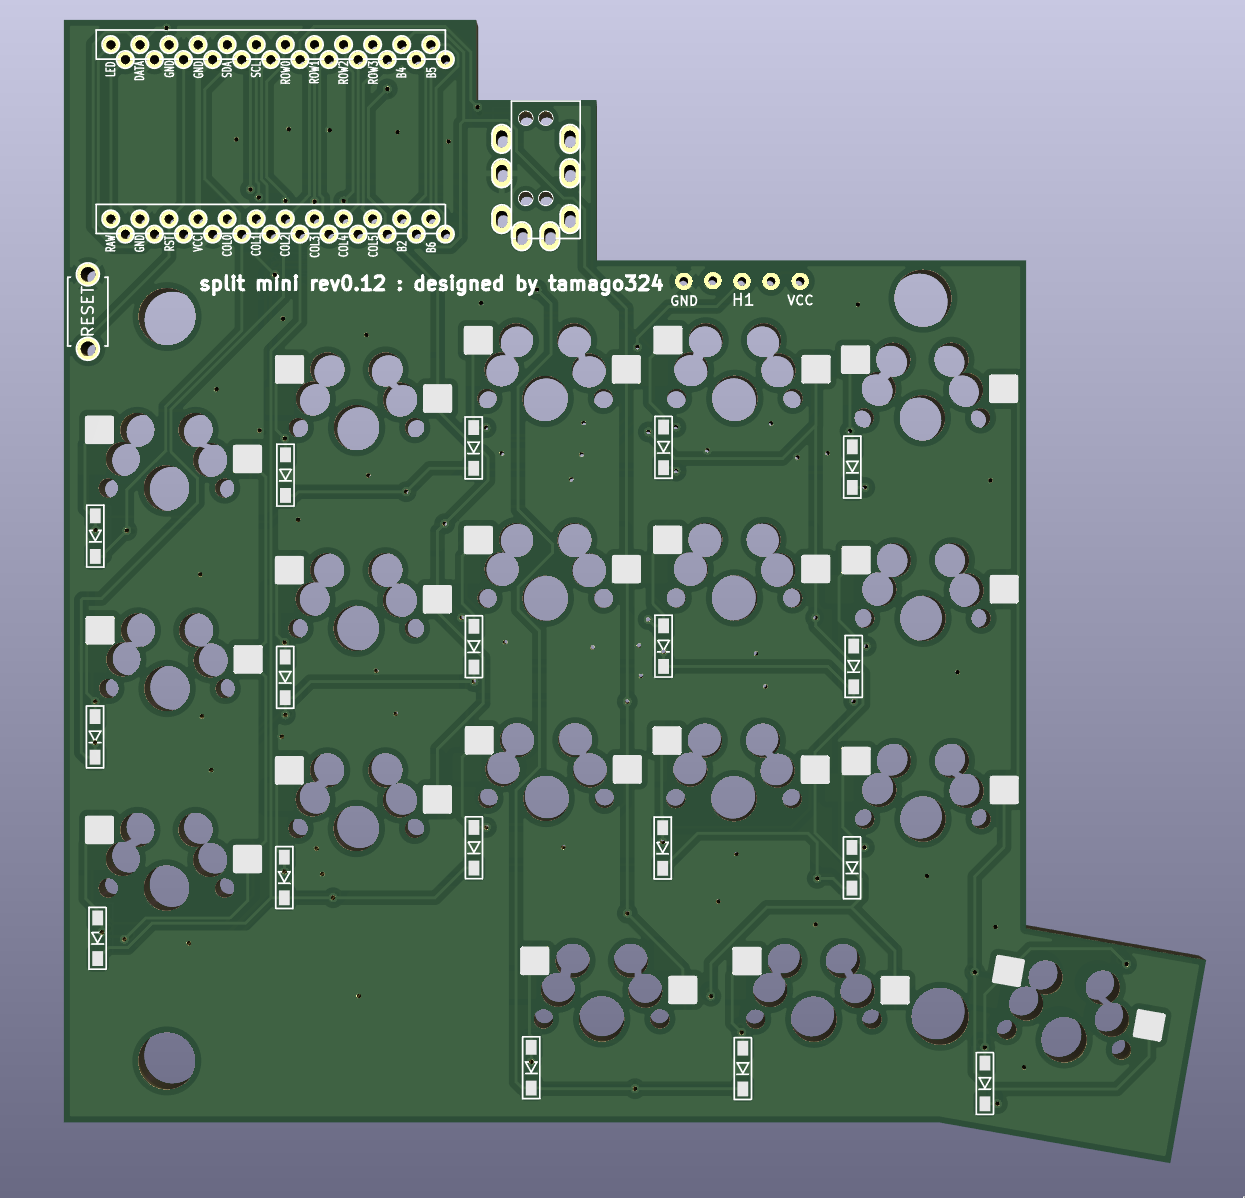 LED DATA GND GND SDA SCL ROW0 ROW1 ROW2 ROW3 B4 B5
RAW GND RST VCC COL0 COL1 COL2 COL3 COL4 COL5 B2 B6
RESET
split mini rev0.12 : designed by tamago324
GND H1 VCC